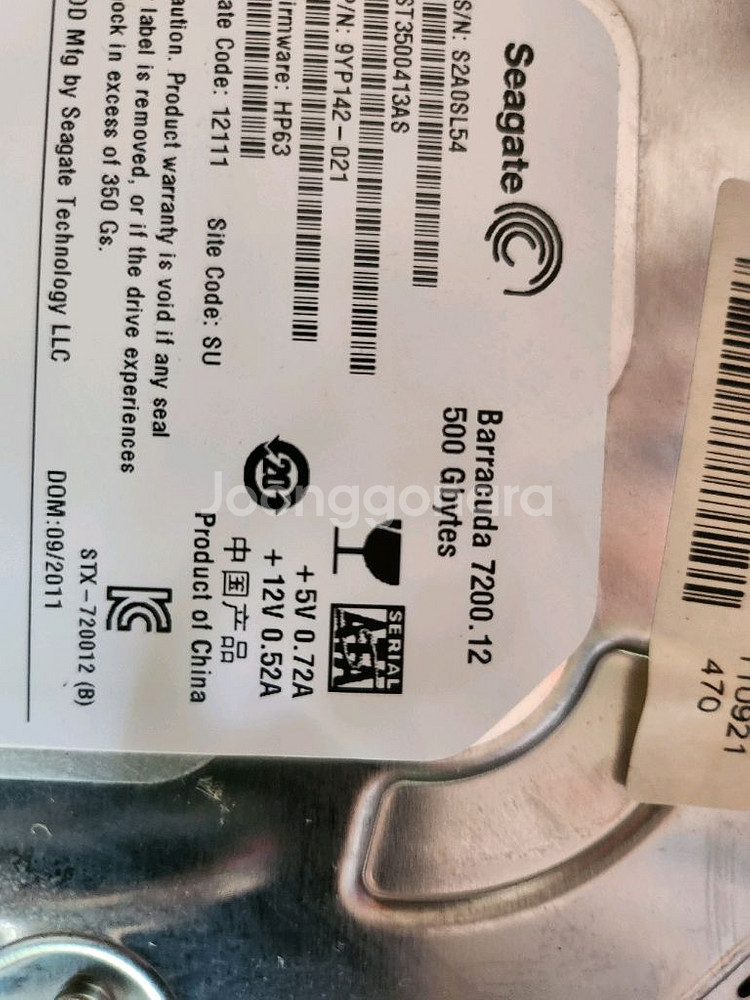 Seagate
S/N: S2A0SL54
ST3500413AS
P/N: 9YP142-021
irmware: HP63
ate Code: 12111 Site Code: SU
aution. Product warranty is void if any seal
label is removed, or if the drive experiences
ock in excess of 350 Gs.
DD Mfg by Seagate Technology LLC
Barracuda 7200.12
500 Gbytes
SERIAL
ATA
20
+5V 0.72A
+12V 0.52A
中国产品
Product of China
STX-720012 (B)
DOM:09/2011
110921
470
Joonggonara